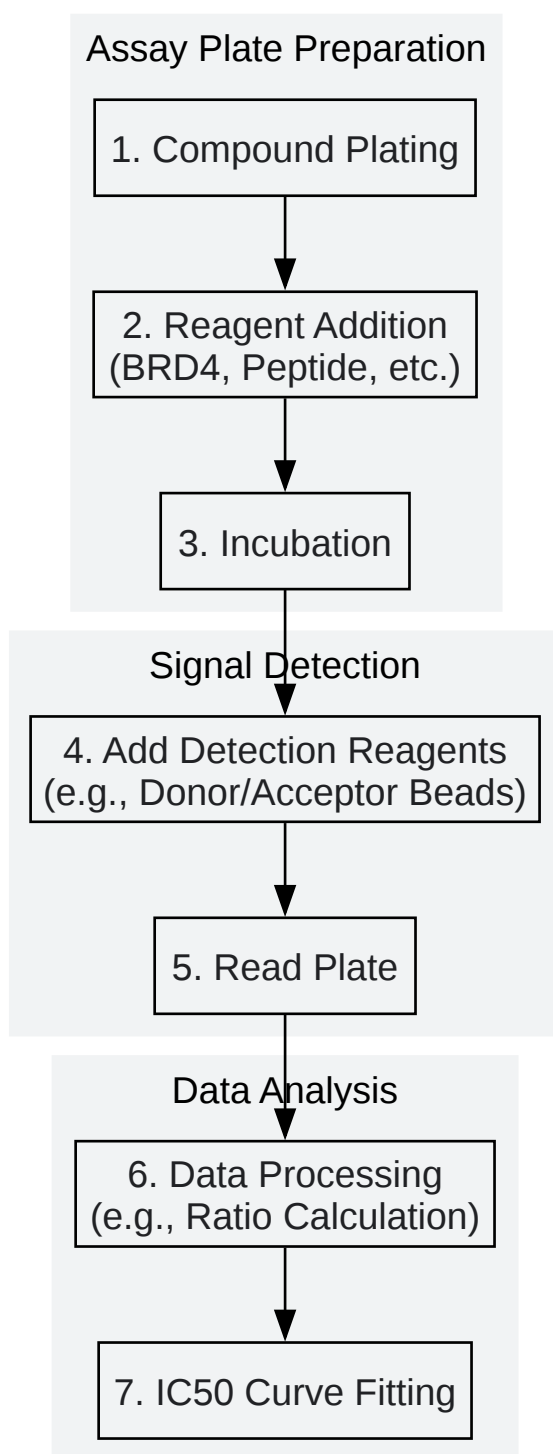 Assay Plate Preparation
1. Compound Plating
2. Reagent Addition
(BRD4, Peptide, etc.)
3. Incubation
Signal Detection
4. Add Detection Reagents
(e.g., Donor/Acceptor Beads)
5. Read Plate
Data Analysis
6. Data Processing
(e.g., Ratio Calculation)
7. IC50 Curve Fitting